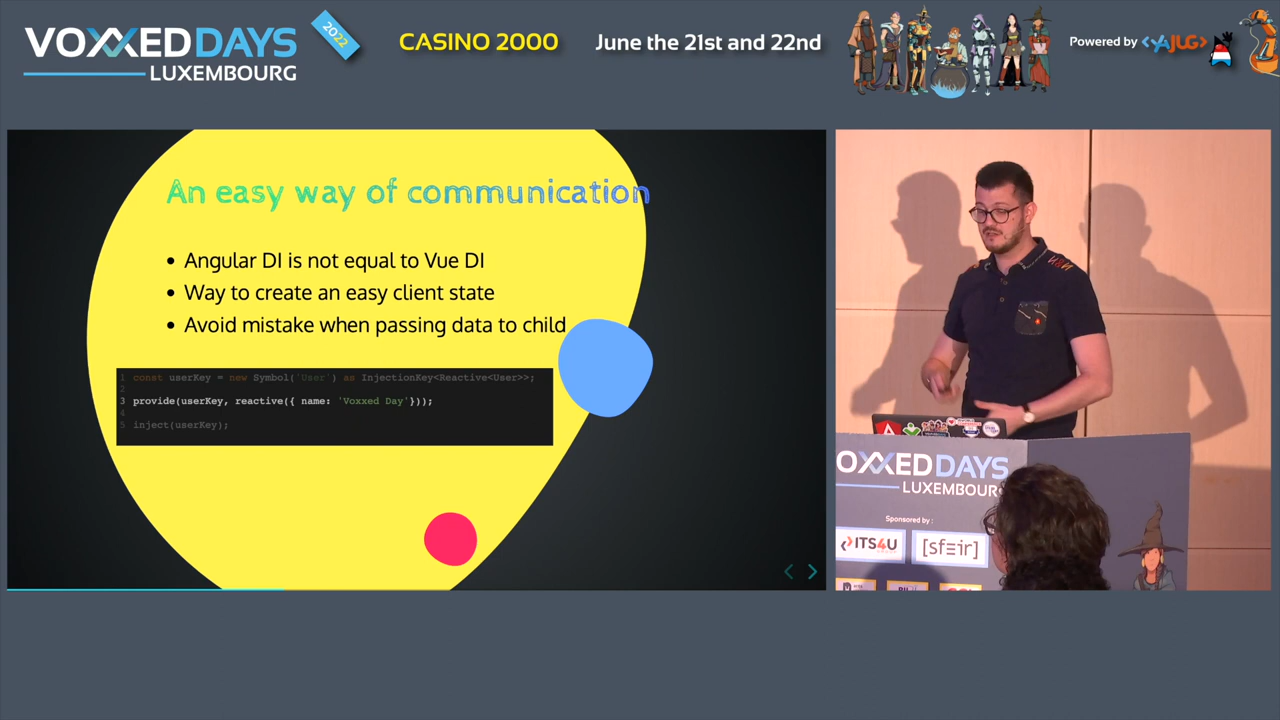 VOXXED DAYS
LUXEMBOURG
2022
CASINO 2000
June the 21st and 22nd
Powered by <YAJUG>
An easy way of communication
• Angular DI is not equal to Vue DI
• Way to create an easy client state
• Avoid mistake when passing data to child
1 const userKey = new Symbol('User') as InjectionKey<Reactive<User>>;
2
3 provide(userKey, reactive({ name: 'Voxxed Day'}));
4
5 inject(userKey);
OXXED DAYS
LUXEMBOURG
Sponsored by :
ITS4U
[sfeir]